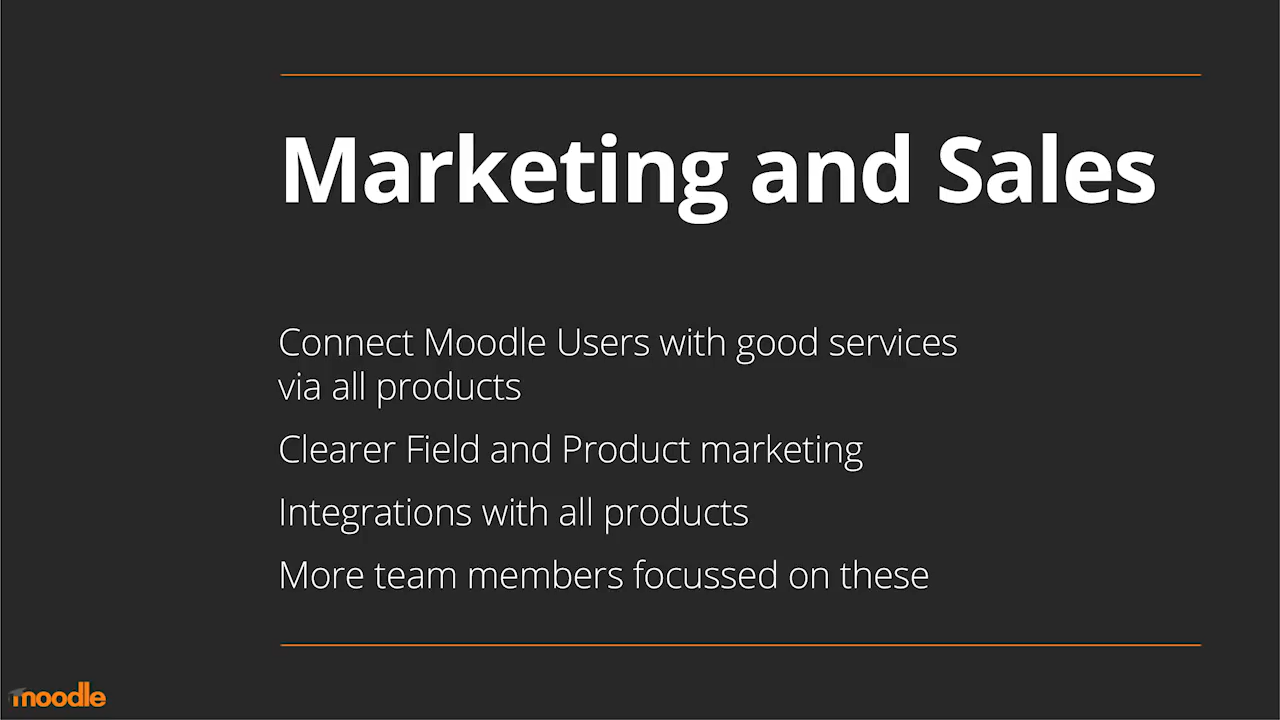 Marketing and Sales
Connect Moodle Users with good services
via all products
Clearer Field and Product marketing
Integrations with all products
More team members focussed on these
moodle